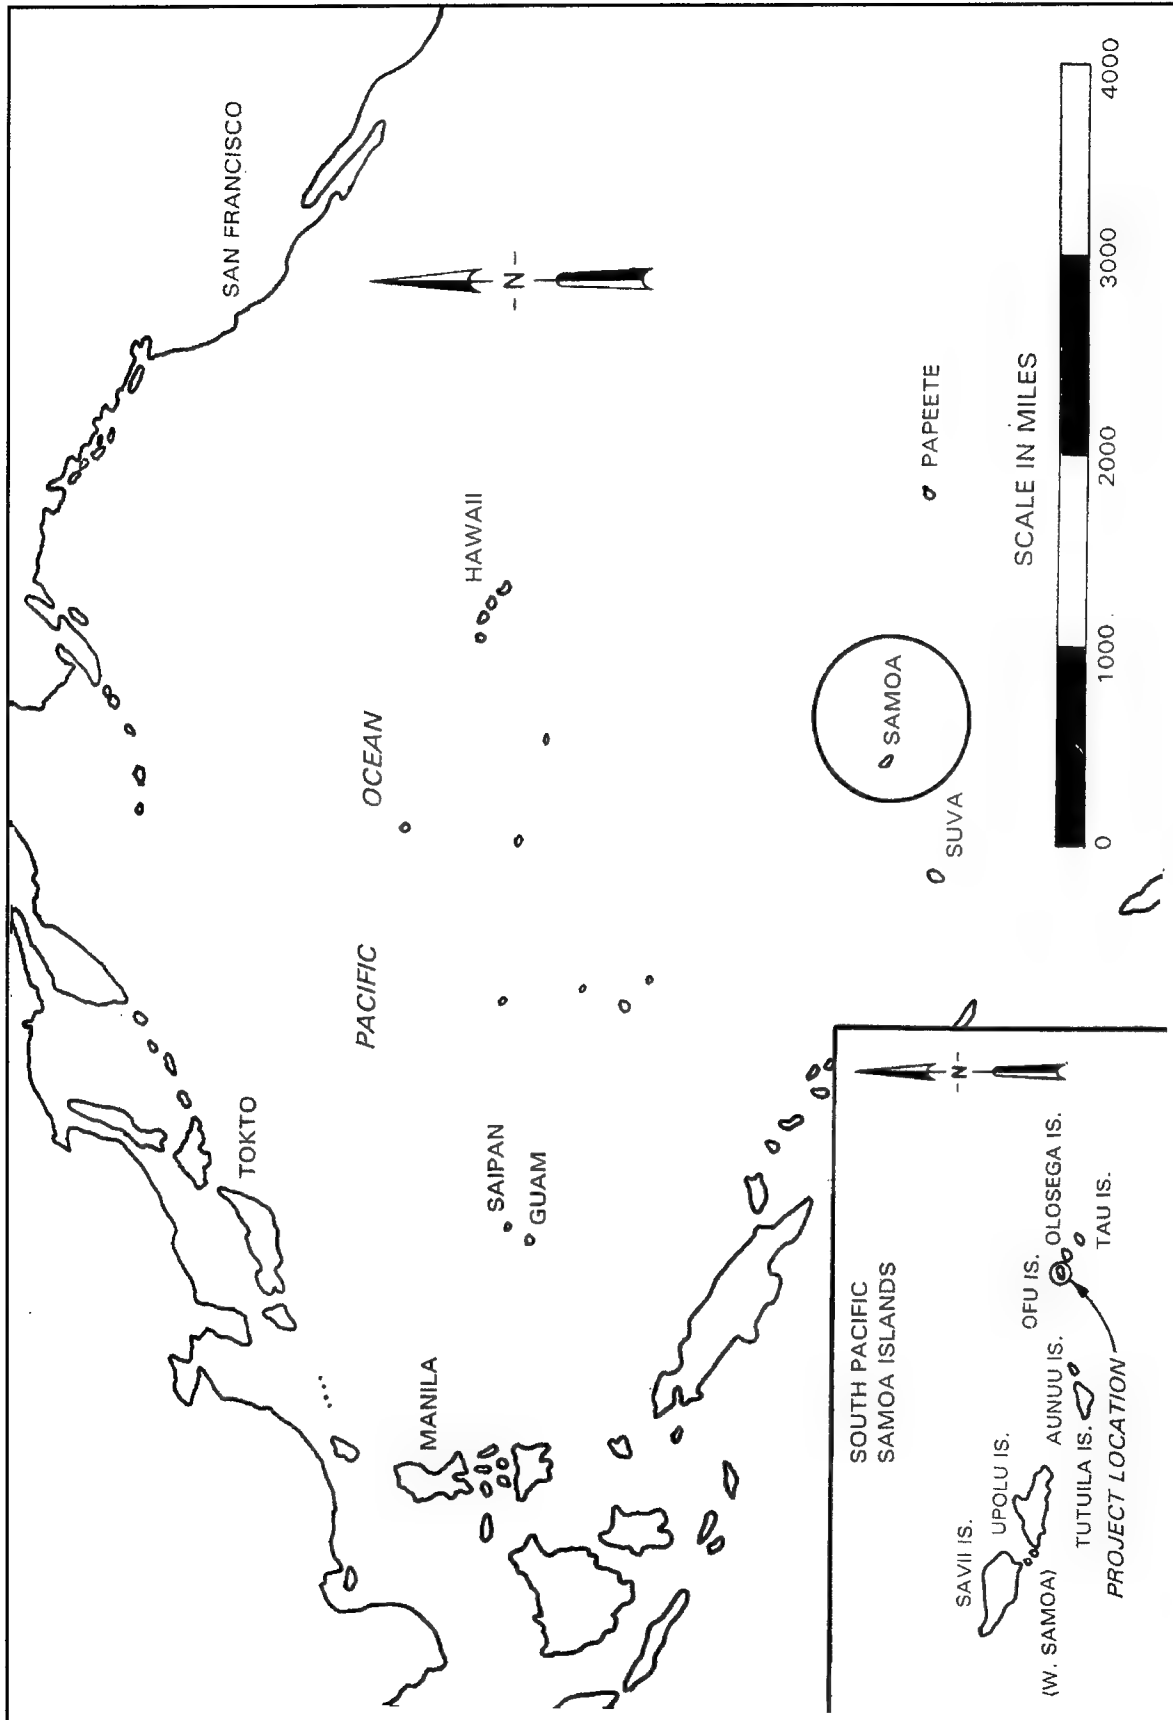 SAN FRANCISCO
-N-
HAWAII
PACIFIC OCEAN
TOKTO
SAIPAN
GUAM
MANILA
SAMOA
SUVA
PAPEETE
SCALE IN MILES
0 1000 2000 3000 4000
SOUTH PACIFIC
SAMOA ISLANDS
-N-
SAVII IS.
UPOLU IS.
(W. SAMOA)
OFU IS.
OLOSEGA IS.
TAU IS.
AUNUU IS.
TUTUILA IS.
PROJECT LOCATION